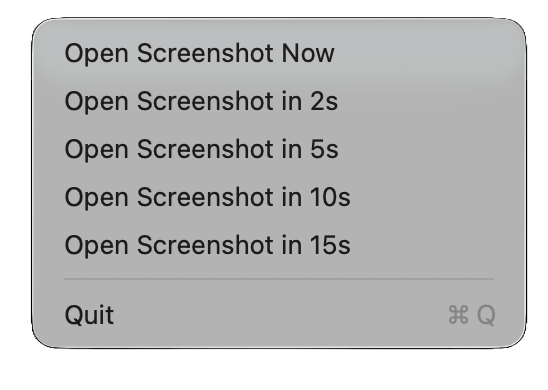 Open Screenshot Now
Open Screenshot in 2s
Open Screenshot in 5s
Open Screenshot in 10s
Open Screenshot in 15s
Quit ⌘ Q